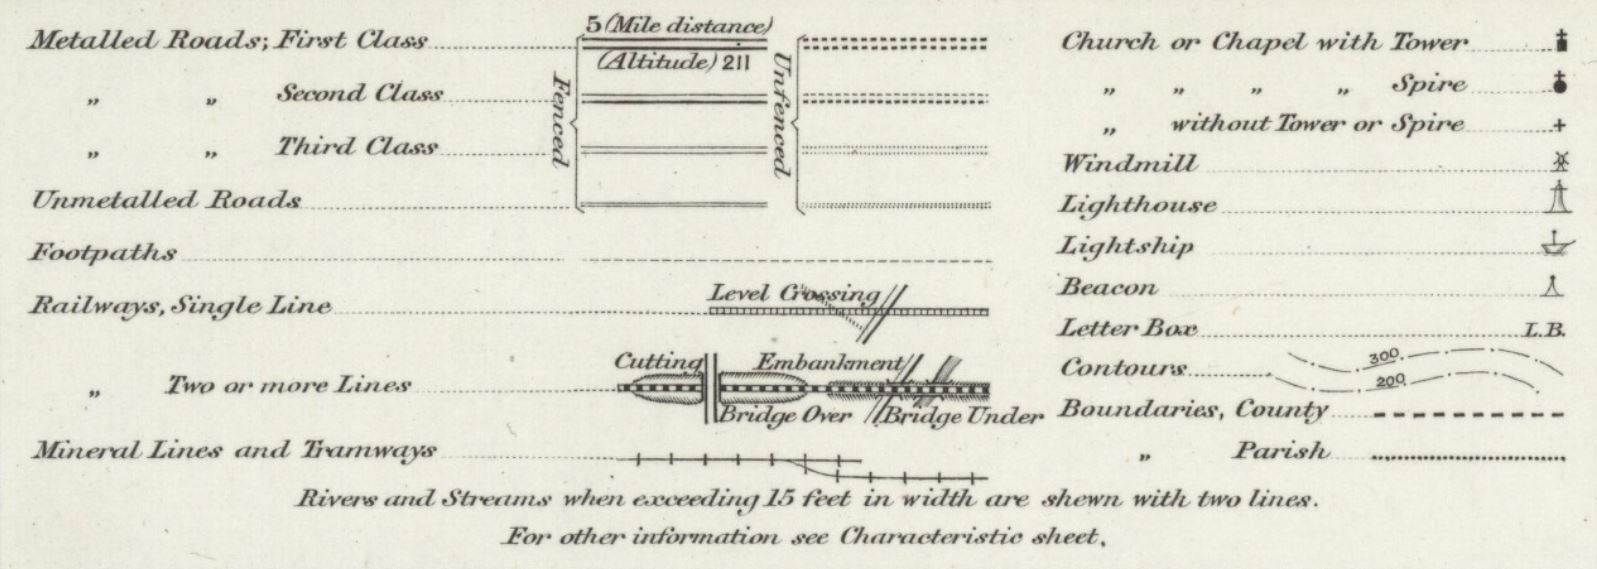 5 (Mile distance)
Metalled Roads; First Class
(Altitude) 211
„ „ Second Class
„ „ Third Class
Unmetalled Roads
Fenced
Unfenced
Footpaths
Railways, Single Line
Level Crossing
„ Two or more Lines
Cutting
Embankment
Bridge Over
Bridge Under
Mineral Lines and Tramways
Church or Chapel with Tower
„ „ „ „ Spire
„ without Tower or Spire
Windmill
Lighthouse
Lightship
Beacon
Letter Box L.B.
Contours 300 200
Boundaries, County
„ Parish
Rivers and Streams when exceeding 15 feet in width are shewn with two lines.
For other information see Characteristic sheet.